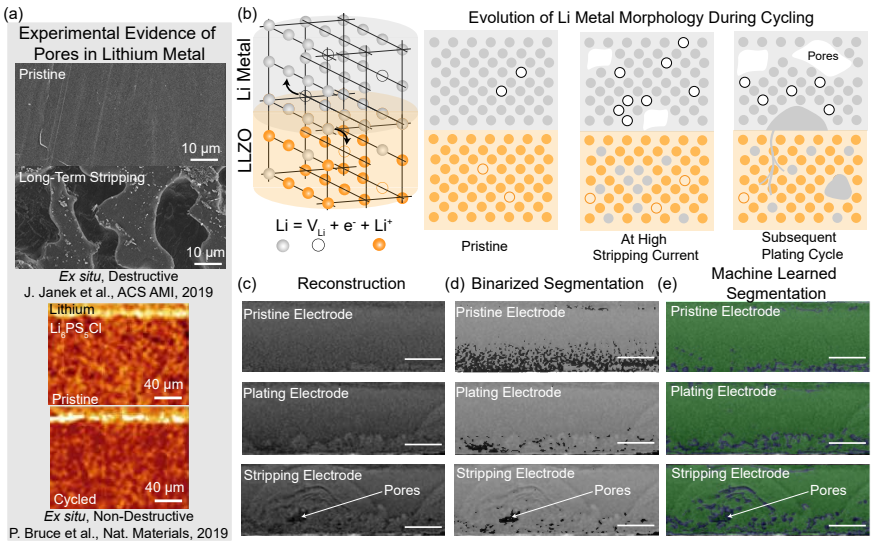 (a)
Experimental Evidence of
Pores in Lithium Metal
Pristine
10 µm
Long-Term Stripping
10 µm
Ex situ, Destructive
J. Janek et al., ACS AMI, 2019
Lithium
Li6PS5Cl
40 µm
Pristine
40 µm
Cycled
Ex situ, Non-Destructive
P. Bruce et al., Nat. Materials, 2019
(b)
Evolution of Li Metal Morphology During Cycling
Li Metal
LLZO
Li = VLi + e- + Li+
Pores
Pristine
At High
Stripping Current
Subsequent
Plating Cycle
(c)
Reconstruction
Pristine Electrode
Plating Electrode
Stripping Electrode
Pores
(d)
Binarized Segmentation
Pristine Electrode
Plating Electrode
Stripping Electrode
Pores
(e)
Machine Learned
Segmentation
Pristine Electrode
Plating Electrode
Stripping Electrode
Pores